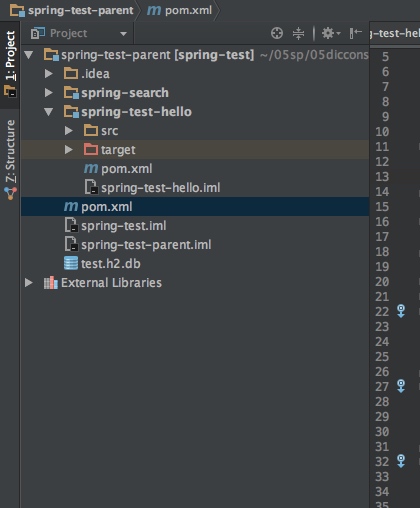 spring-test-parent m pom.xml
Project
-test-hel
1: Project
Z: Structure
spring-test-parent [spring-test] ~/05sp/05diccons
.idea
spring-search
spring-test-hello
src
target
m pom.xml
spring-test-hello.iml
m pom.xml
spring-test.iml
spring-test-parent.iml
test.h2.db
External Libraries
5
6
7
8
9
10
11
12
13
14
15
16
17
18
19
20
21
22
23
24
25
26
27
28
29
30
31
32
33
34
35